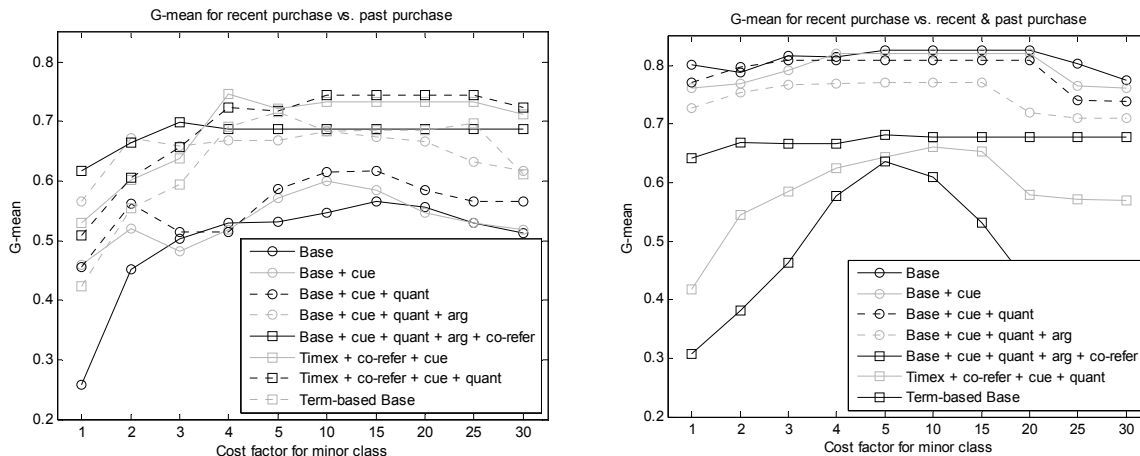 G-mean for recent purchase vs. past purchase
0.8
0.7
0.6
0.5
0.4
0.3
0.2
G-mean
1 2 3 4 5 10 15 20 25 30
Cost factor for minor class
Base
Base + cue
Base + cue + quant
Base + cue + quant + arg
Base + cue + quant + arg + co-refer
Timex + co-refer + cue
Timex + co-refer + cue + quant
Term-based Base
G-mean for recent purchase vs. recent & past purchase
0.8
0.7
0.6
0.5
0.4
0.3
0.2
G-mean
1 2 3 4 5 10 15 20 25 30
Cost factor for minor class
Base
Base + cue
Base + cue + quant
Base + cue + quant + arg
Base + cue + quant + arg + co-refer
Timex + co-refer + cue + quant
Term-based Base